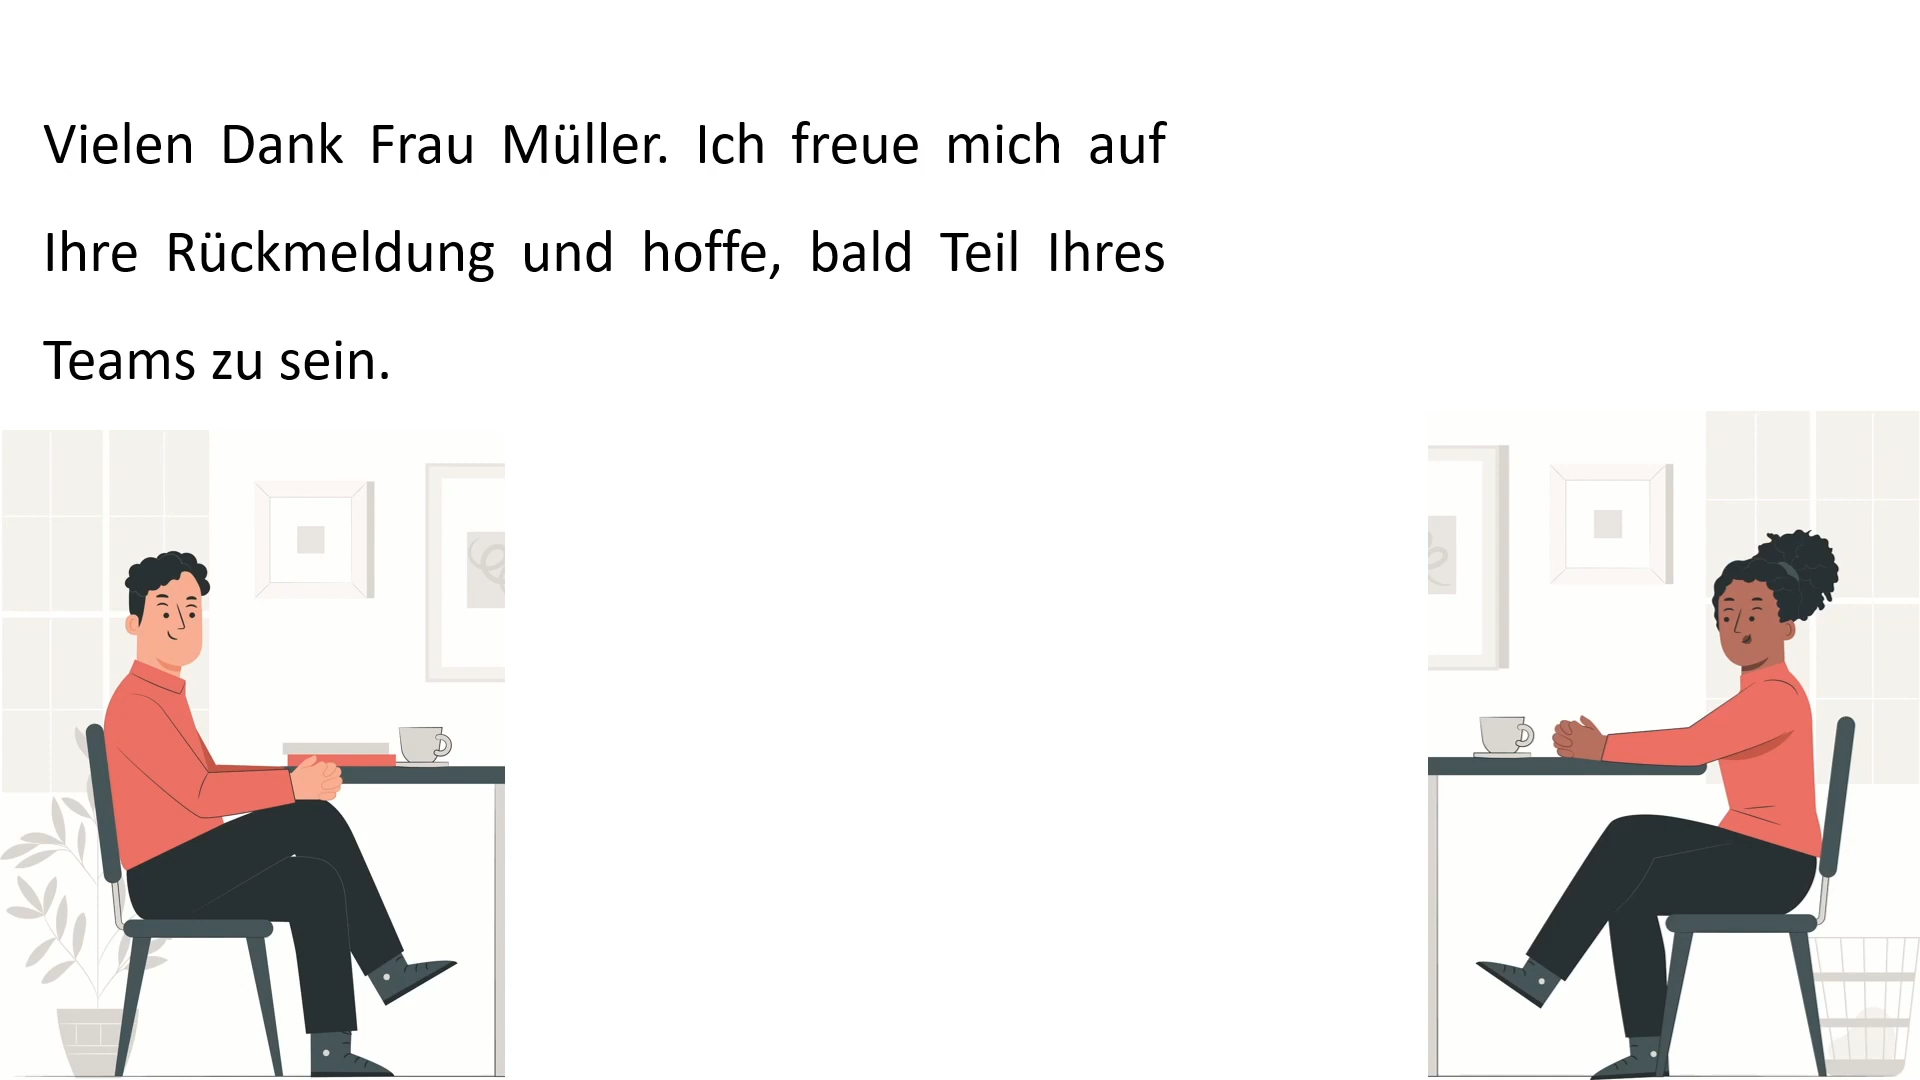 Vielen Dank Frau Müller. Ich freue mich auf
Ihre Rückmeldung und hoffe, bald Teil Ihres
Teams zu sein.